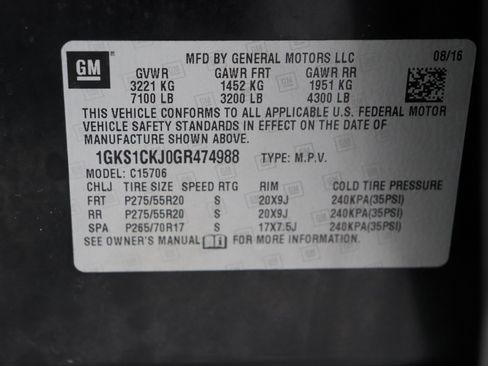 GM
MFD BY GENERAL MOTORS LLC 08/16
GVWR GAWR FRT GAWR RR
3221 KG 1452 KG 1951 KG
7100 LB 3200 LB 4300 LB
THIS VEHICLE CONFORMS TO ALL APPLICABLE U.S. FEDERAL MOTOR
VEHICLE SAFETY STANDARDS IN EFFECT ON THE DATE OF
MANUFACTURE SHOWN ABOVE.
1GKS1CKJ0GR474988 TYPE: M.P.V.
MODEL: C15706
CHLJ TIRE SIZE SPEED RTG RIM COLD TIRE PRESSURE
FRT P275/55R20 S 20X9J 240KPA(35PSI)
RR P275/55R20 S 20X9J 240KPA(35PSI)
SPA P265/70R17 S 17X7.5J 240KPA(35PSI)
SEE OWNER'S MANUAL FOR MORE INFORMATION.